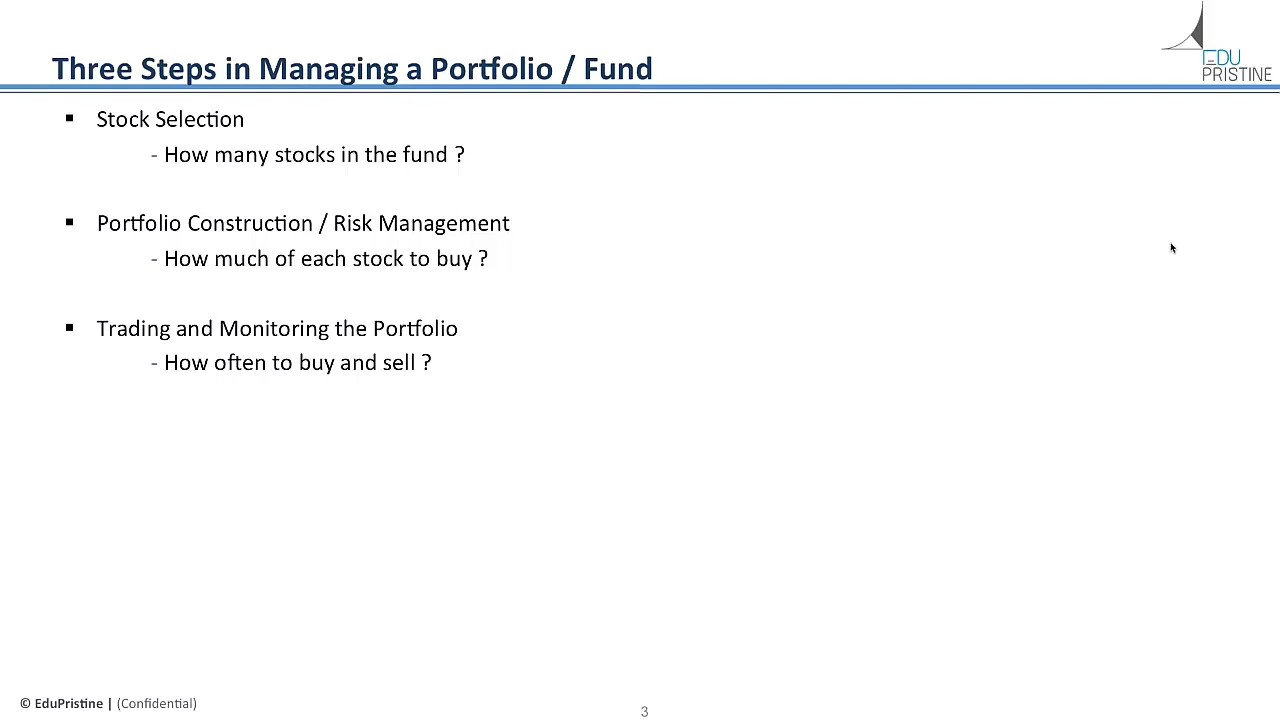 Three Steps in Managing a Portfolio / Fund
EDU
PRISTINE
▪ Stock Selection
- How many stocks in the fund ?
▪ Portfolio Construction / Risk Management
- How much of each stock to buy ?
▪ Trading and Monitoring the Portfolio
- How often to buy and sell ?
© EduPristine | (Confidential)
3